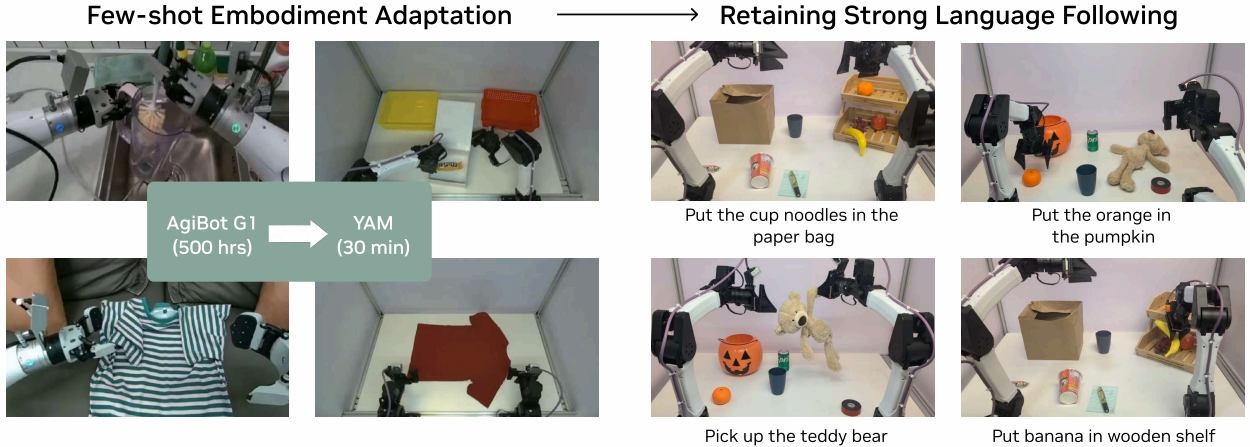 Few-shot Embodiment Adaptation
Retaining Strong Language Following
AgiBot G1
(500 hrs)
YAM
(30 min)
Put the cup noodles in the
paper bag
Put the orange in
the pumpkin
Pick up the teddy bear
Put banana in wooden shelf